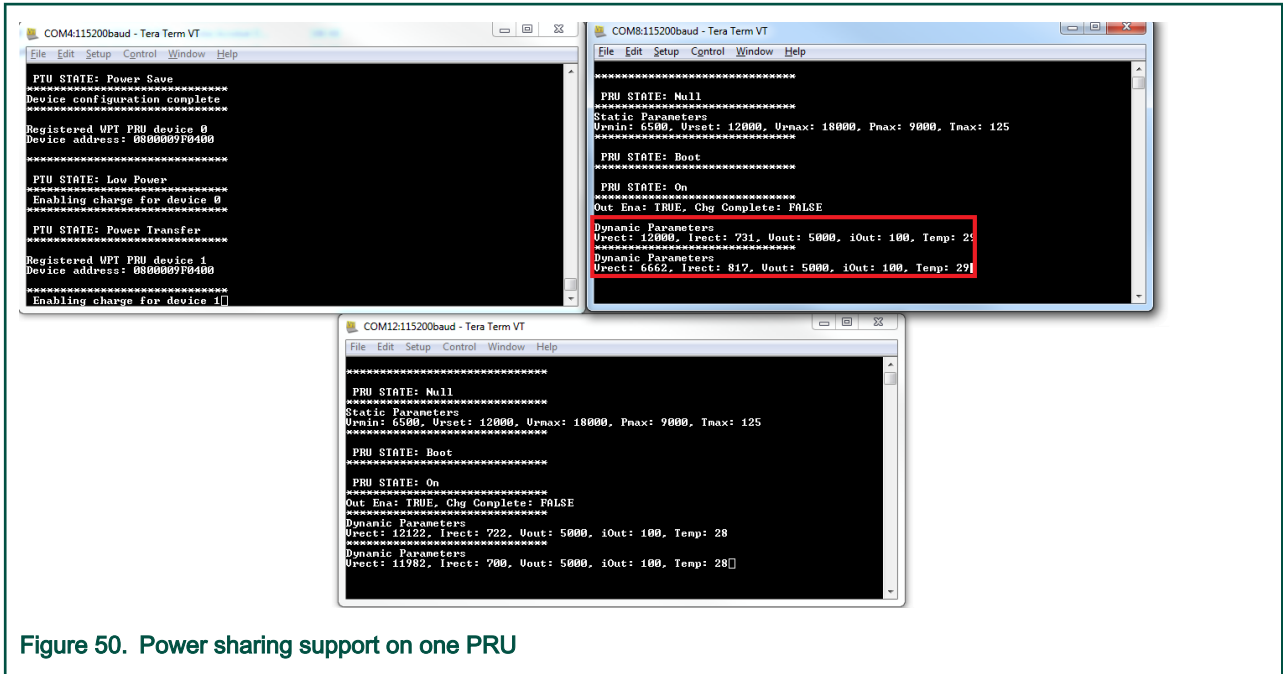 COM4:115200baud - Tera Term VT
File Edit Setup Control Window Help
PTU STATE: Power Save
*******************************
Device configuration complete
*******************************
Registered WPT PRU device 0
Device address: 0800009F0400
*******************************
PTU STATE: Low Power
*******************************
Enabling charge for device 0
*******************************
PTU STATE: Power Transfer
*******************************
Registered WPT PRU device 1
Device address: 0800009F0400
*******************************
Enabling charge for device 1
COM8:115200baud - Tera Term VT
File Edit Setup Control Window Help
*******************************
PRU STATE: Null
*******************************
Static Parameters
Vrmin: 6500, Vrset: 12000, Vrmax: 18000, Pmax: 9000, Tmax: 125
*******************************
PRU STATE: Boot
*******************************
PRU STATE: On
*******************************
Out Ena: TRUE, Chg Complete: FALSE
Dynamic Parameters
Vrect: 12000, Irect: 731, Vout: 5000, iOut: 100, Temp: 29
*******************************
Dynamic Parameters
Vrect: 6662, Irect: 817, Vout: 5000, iOut: 100, Temp: 29
COM12:115200baud - Tera Term VT
File Edit Setup Control Window Help
*******************************
PRU STATE: Null
*******************************
Static Parameters
Vrmin: 6500, Vrset: 12000, Vrmax: 18000, Pmax: 9000, Tmax: 125
*******************************
PRU STATE: Boot
*******************************
PRU STATE: On
*******************************
Out Ena: TRUE, Chg Complete: FALSE
*******************************
Dynamic Parameters
Vrect: 12122, Irect: 722, Vout: 5000, iOut: 100, Temp: 28
*******************************
Dynamic Parameters
Vrect: 11982, Irect: 700, Vout: 5000, iOut: 100, Temp: 28
Figure 50. Power sharing support on one PRU